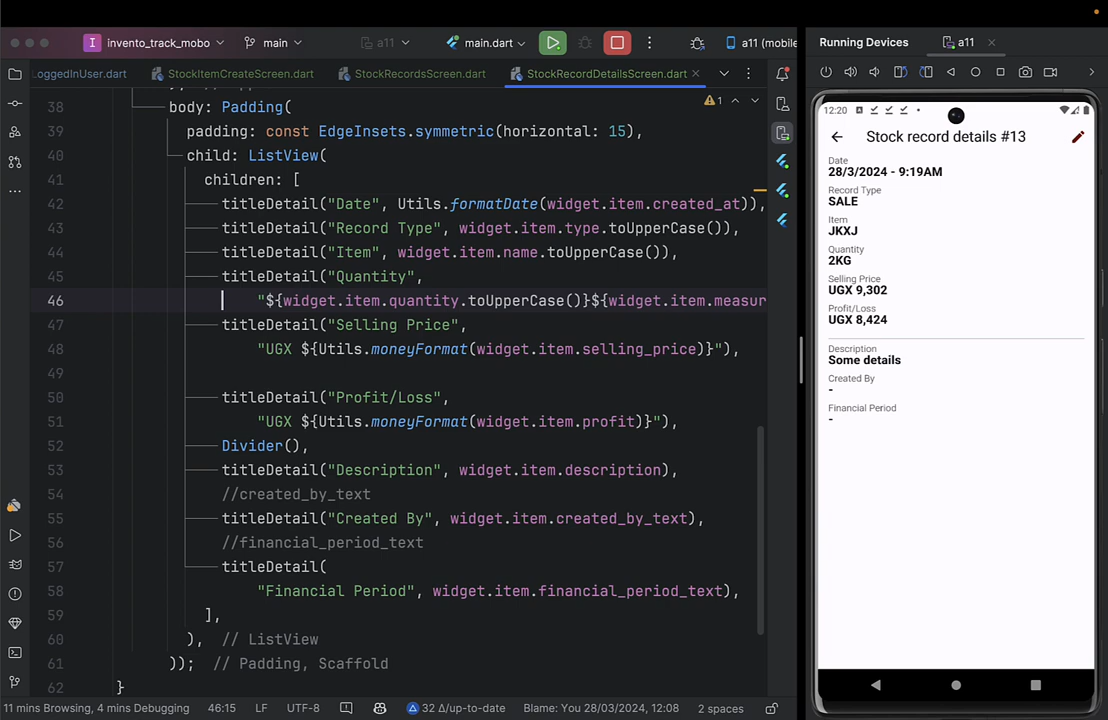 invento_track_mobo
main
a11
main.dart
a11 (mobile
Running Devices
a11
LoggedInUser.dart
StockItemCreateScreen.dart
StockRecordsScreen.dart
StockRecordDetailsScreen.dart
1
38 body: Padding(
39 padding: const EdgeInsets.symmetric(horizontal: 15),
40 child: ListView(
41 children: [
42 titleDetail("Date", Utils.formatDate(widget.item.created_at)),
43 titleDetail("Record Type", widget.item.type.toUpperCase()),
44 titleDetail("Item", widget.item.name.toUpperCase()),
45 titleDetail("Quantity",
46 "${widget.item.quantity.toUpperCase()}${widget.item.measur
47 titleDetail("Selling Price",
48 "UGX ${Utils.moneyFormat(widget.item.selling_price)}"),
49
50 titleDetail("Profit/Loss",
51 "UGX ${Utils.moneyFormat(widget.item.profit)}"),
52 Divider(),
53 titleDetail("Description", widget.item.description),
54 //created_by_text
55 titleDetail("Created By", widget.item.created_by_text),
56 //financial_period_text
57 titleDetail(
58 "Financial Period", widget.item.financial_period_text),
59 ],
60 ), // ListView
61 )); // Padding, Scaffold
62 }
12:20
Stock record details #13
Date
28/3/2024 - 9:19AM
Record Type
SALE
Item
JKXJ
Quantity
2KG
Selling Price
UGX 9,302
Profit/Loss
UGX 8,424
Description
Some details
Created By
-
Financial Period
-
11 mins Browsing, 4 mins Debugging
46:15
LF
UTF-8
32 Δ/up-to-date
Blame: You 28/03/2024, 12:08
2 spaces